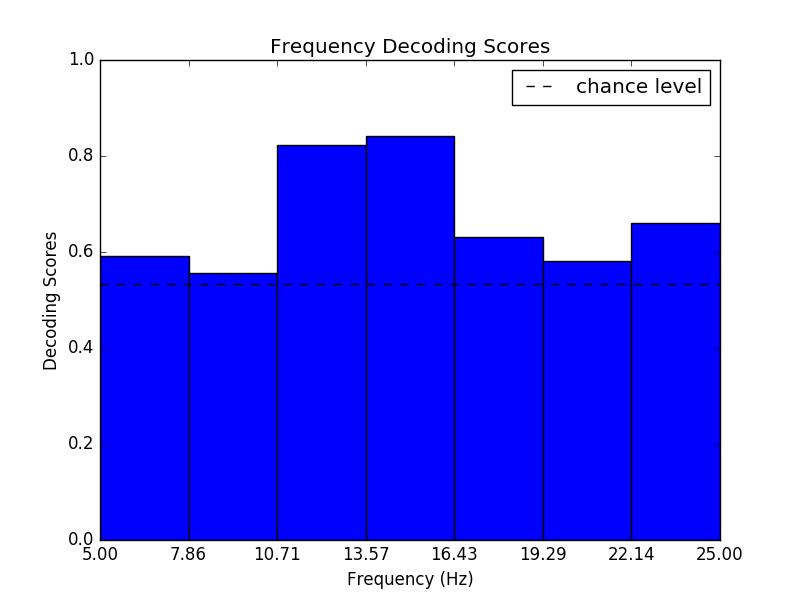 Frequency Decoding Scores
chance level
1.0
0.8
0.6
0.4
0.2
0.0
Decoding Scores
5.00 7.86 10.71 13.57 16.43 19.29 22.14 25.00
Frequency (Hz)